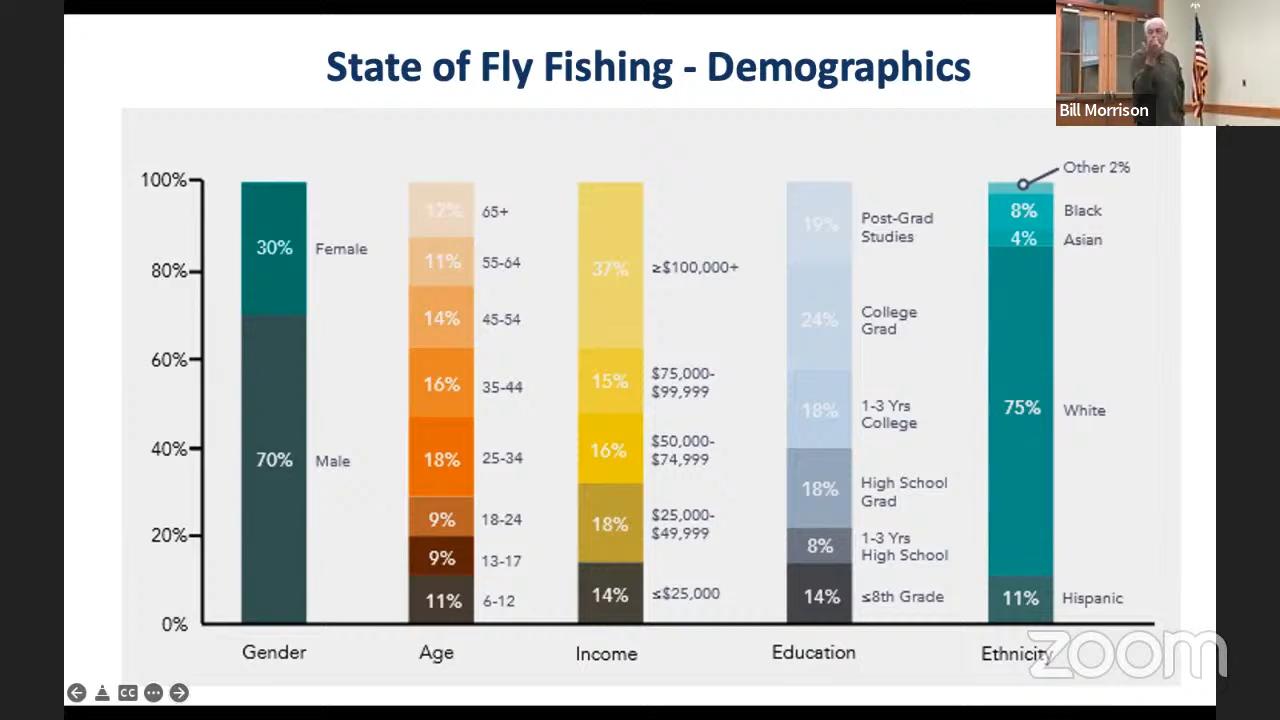 State of Fly Fishing - Demographics
Bill Morrison
100%
80%
60%
40%
20%
0%
30%
Female
70%
Male
Gender
12%
65+
11%
55-64
14%
45-54
16%
35-44
18%
25-34
9%
18-24
9%
13-17
11%
6-12
Age
37%
≥$100,000+
15%
$75,000-
$99,999
16%
$50,000-
$74,999
18%
$25,000-
$49,999
14%
≤$25,000
Income
19%
Post-Grad
Studies
24%
College
Grad
18%
1-3 Yrs
College
18%
High School
Grad
8%
1-3 Yrs
High School
14%
≤8th Grade
Education
Other 2%
8%
Black
4%
Asian
75%
White
11%
Hispanic
Ethnicity
zoom
CC